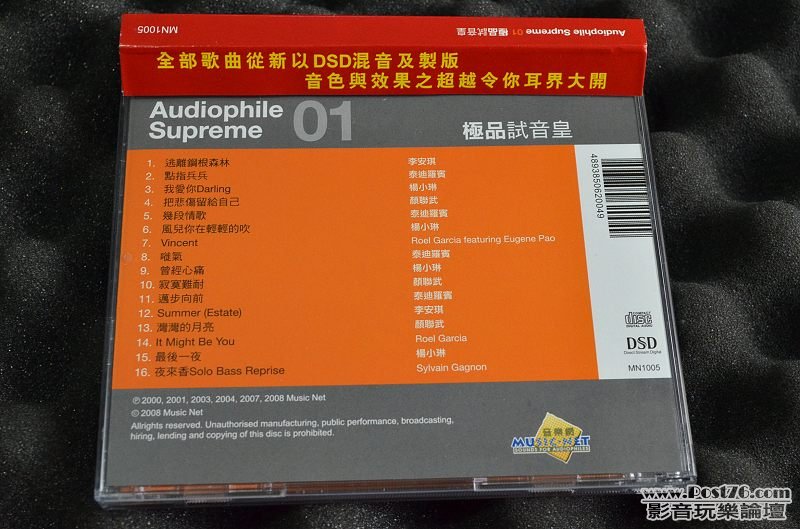 MN1005
Audiophile Supreme 01 極品試音皇
全部歌曲從新以DSD混音及製版
音色與效果之超越令你耳界大開
Audiophile
Supreme 01 極品試音皇
1. 逃離鋼根森林 李安琪
2. 點指兵兵 泰迪羅賓
3. 我愛你Darling 楊小琳
4. 把悲傷留給自己 顏聯武
5. 幾段情歌 泰迪羅賓
6. 風兒你在輕輕的吹 楊小琳
7. Vincent Roel Garcia featuring Eugene Pao
8. 嘥氣 泰迪羅賓
9. 曾經心痛 楊小琳
10. 寂寞難耐 顏聯武
11. 邁步向前 泰迪羅賓
12. Summer (Estate) 李安琪
13. 灣灣的月亮 顏聯武
14. It Might Be You Roel Garcia
15. 最後一夜 楊小琳
16. 夜來香Solo Bass Reprise Sylvain Gagnon
4893850620049
COMPACT
disc
DIGITAL AUDIO
DSD
Direct Stream Digital
MN1005
℗ 2000, 2001, 2003, 2004, 2007, 2008 Music Net
© 2008 Music Net
Allrights reserved. Unauthorised manufacturing, public performance, broadcasting,
hiring, lending and copying of this disc is prohibited.
音樂網
MUSIC NET
SOUNDS FOR AUDIOPHILES
www.Post76.com
影音玩樂論壇